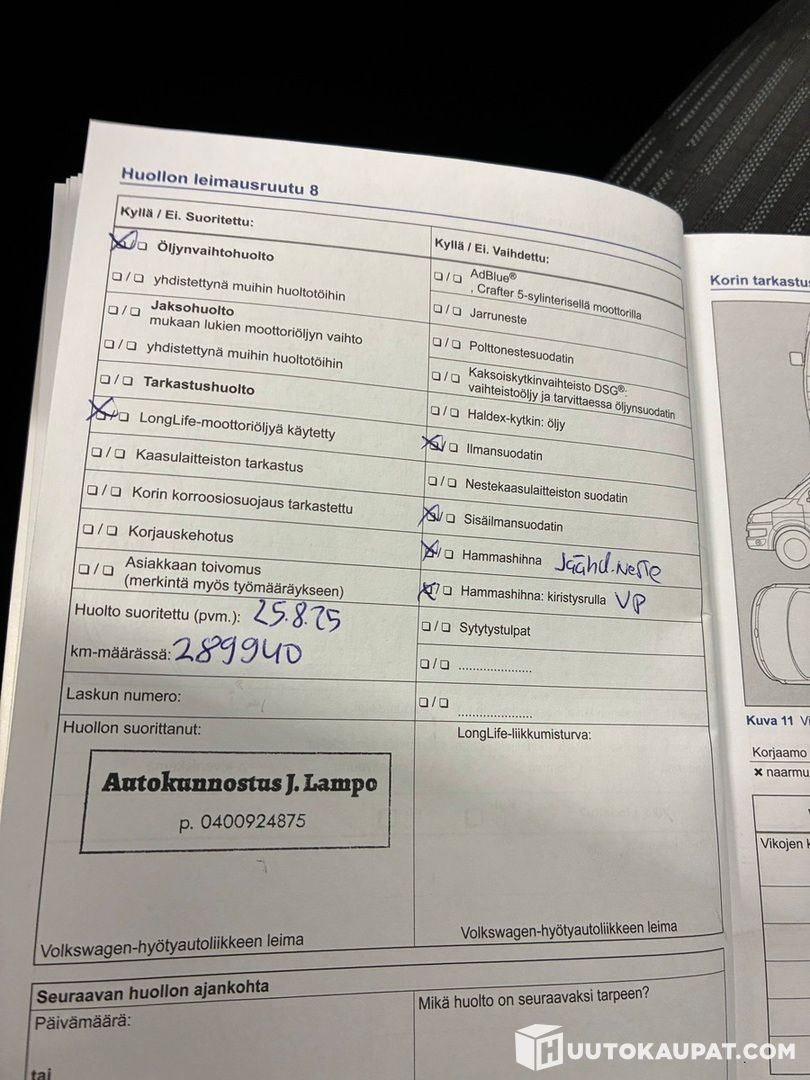 Huollon leimausruutu 8
Kyllä / Ei. Suoritettu:
☒/❏ Öljynvaihtohuolto
❏/❏ yhdistettynä muihin huoltotöihin
❏/❏ Jaksohuolto
mukaan lukien moottoriöljyn vaihto
❏/❏ yhdistettynä muihin huoltotöihin
❏/❏ Tarkastushuolto
☒/❏ LongLife-moottoriöljyä käytetty
❏/❏ Kaasulaitteiston tarkastus
❏/❏ Korin korroosiosuojaus tarkastettu
❏/❏ Korjauskehotus
❏/❏ Asiakkaan toivomus
(merkintä myös työmääräykseen)
Huolto suoritettu (pvm.): 25.8.25
km-määrässä: 289940
Laskun numero:
Huollon suorittanut:
Autokunnostus J. Lampo
p. 0400924875
Volkswagen-hyötyautoliikkeen leima
Kyllä / Ei. Vaihdettu:
❏/❏ AdBlue®
, Crafter 5-sylinterisellä moottorilla
❏/❏ Jarruneste
❏/❏ Polttonestesuodatin
❏/❏ Kaksoiskytkinvaihteisto DSG®:
vaihteistoöljy ja tarvittaessa öljynsuodatin
❏/❏ Haldex-kytkin: öljy
☒/❏ Ilmansuodatin
❏/❏ Nestekaasulaitteiston suodatin
☒/❏ Sisäilmansuodatin
☒/❏ Hammashihna Jäähd.neste
☒/❏ Hammashihna: kiristysrulla VP
❏/❏ Sytytystulpat
❏/❏ ......................
❏/❏ ......................
LongLife-liikkumisturva:
Volkswagen-hyötyautoliikkeen leima
Seuraavan huollon ajankohta
Päivämäärä:
tai
Mikä huolto on seuraavaksi tarpeen?
Korin tarkastus
Kuva 11
Korjaamo
✖ naarmu
Vikojen
HUUTOKAUPAT.COM